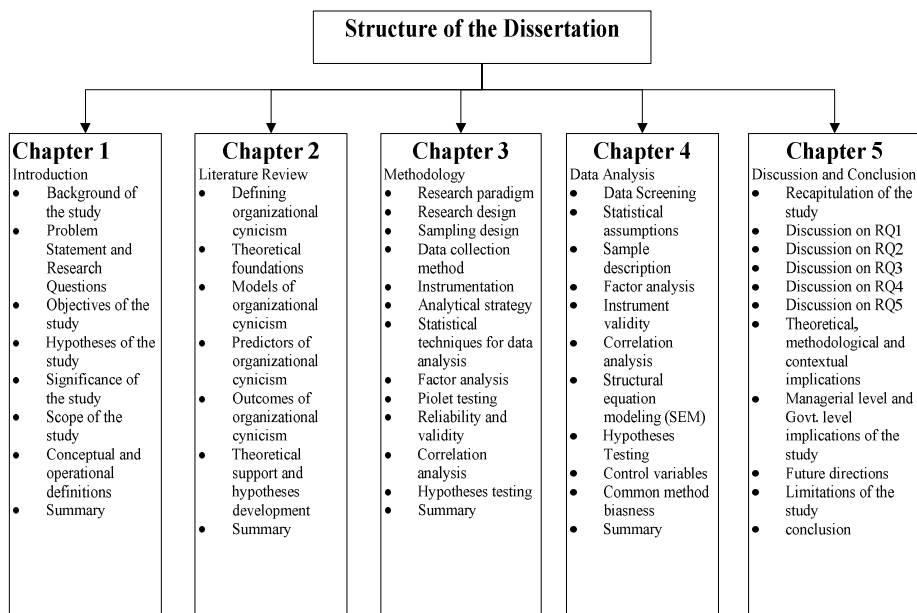 Structure of the Dissertation
Chapter 1
Introduction
● Background of
the study
● Problem
Statement and
Research
Questions
● Objectives of the
study
● Hypotheses of the
study
● Significance of
the study
● Scope of the
study
● Conceptual and
operational
definitions
● Summary
Chapter 2
Literature Review
● Defining
organizational
cynicism
● Theoretical
foundations
● Models of
organizational
cynicism
● Predictors of
organizational
cynicism
● Outcomes of
organizational
cynicism
● Theoretical
support and
hypotheses
development
● Summary
Chapter 3
Methodology
● Research paradigm
● Research design
● Sampling design
● Data collection
method
● Instrumentation
● Analytical strategy
● Statistical
techniques for data
analysis
● Factor analysis
● Piolet testing
● Reliability and
validity
● Correlation
analysis
● Hypotheses testing
● Summary
Chapter 4
Data Analysis
● Data Screening
● Statistical
assumptions
● Sample
description
● Factor analysis
● Instrument
validity
● Correlation
analysis
● Structural
equation
modeling (SEM)
● Hypotheses
Testing
● Control variables
● Common method
biasness
● Summary
Chapter 5
Discussion and Conclusion
● Recapitulation of
the study
● Discussion on RQ1
● Discussion on RQ2
● Discussion on RQ3
● Discussion on RQ4
● Discussion on RQ5
● Theoretical,
methodological and
contextual
implications
● Managerial level and
Govt. level
implications of the
study
● Future directions
● Limitations of the
study
● conclusion